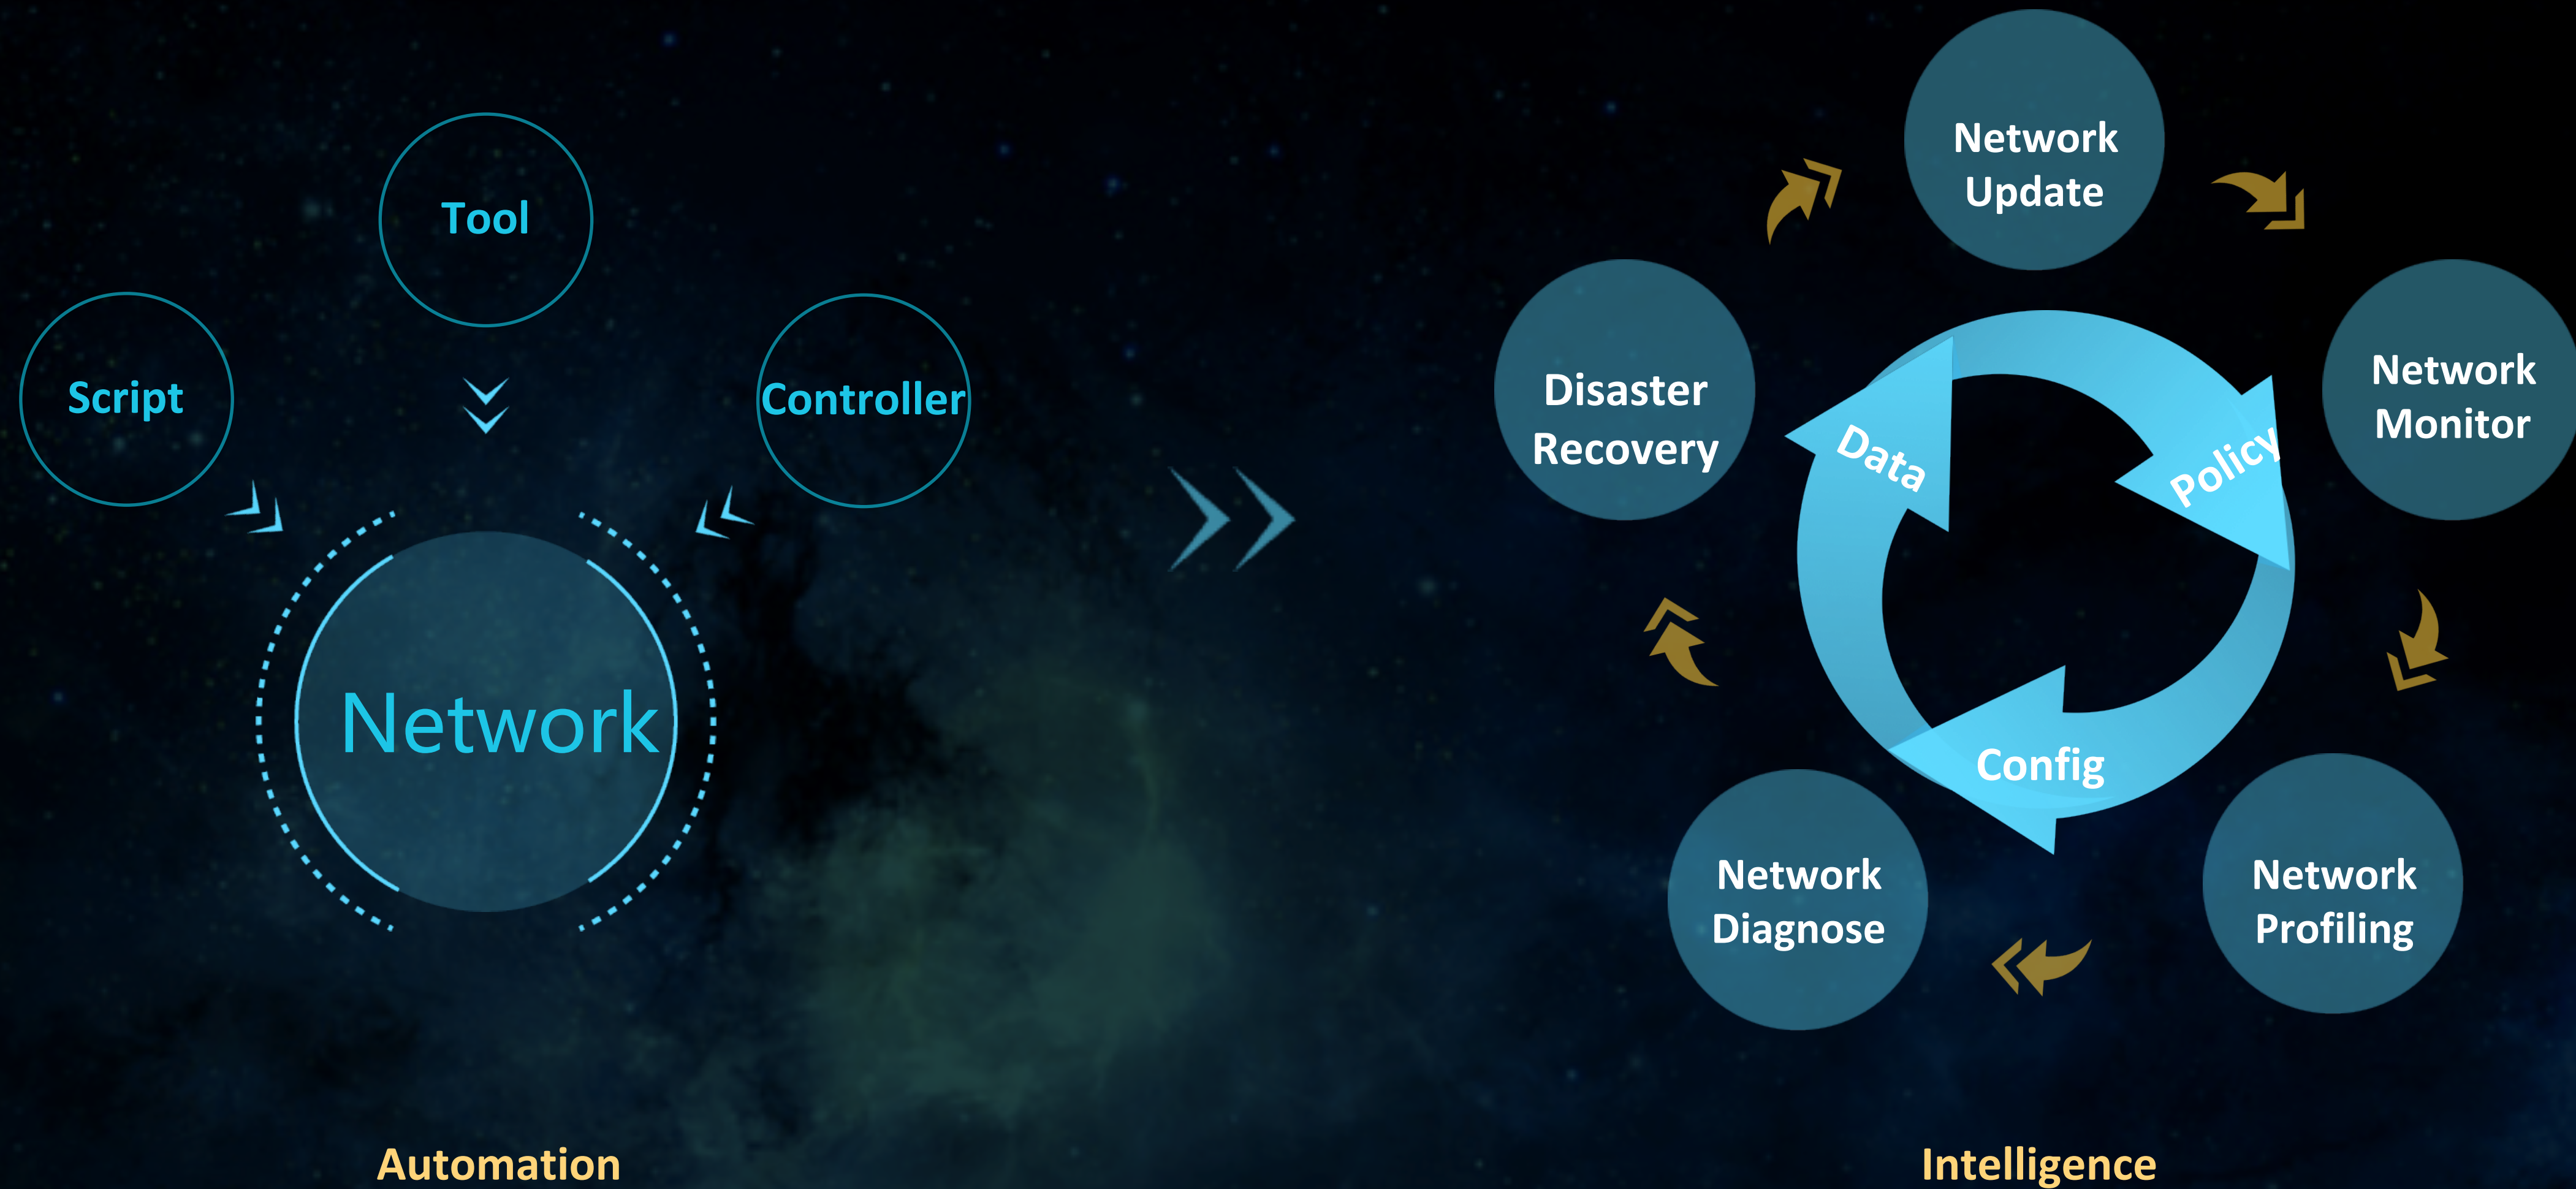 Tool
Script
Controller
Network
Automation
Network
Update
Disaster
Recovery
Network
Monitor
Data
Policy
Config
Network
Diagnose
Network
Profiling
Intelligence